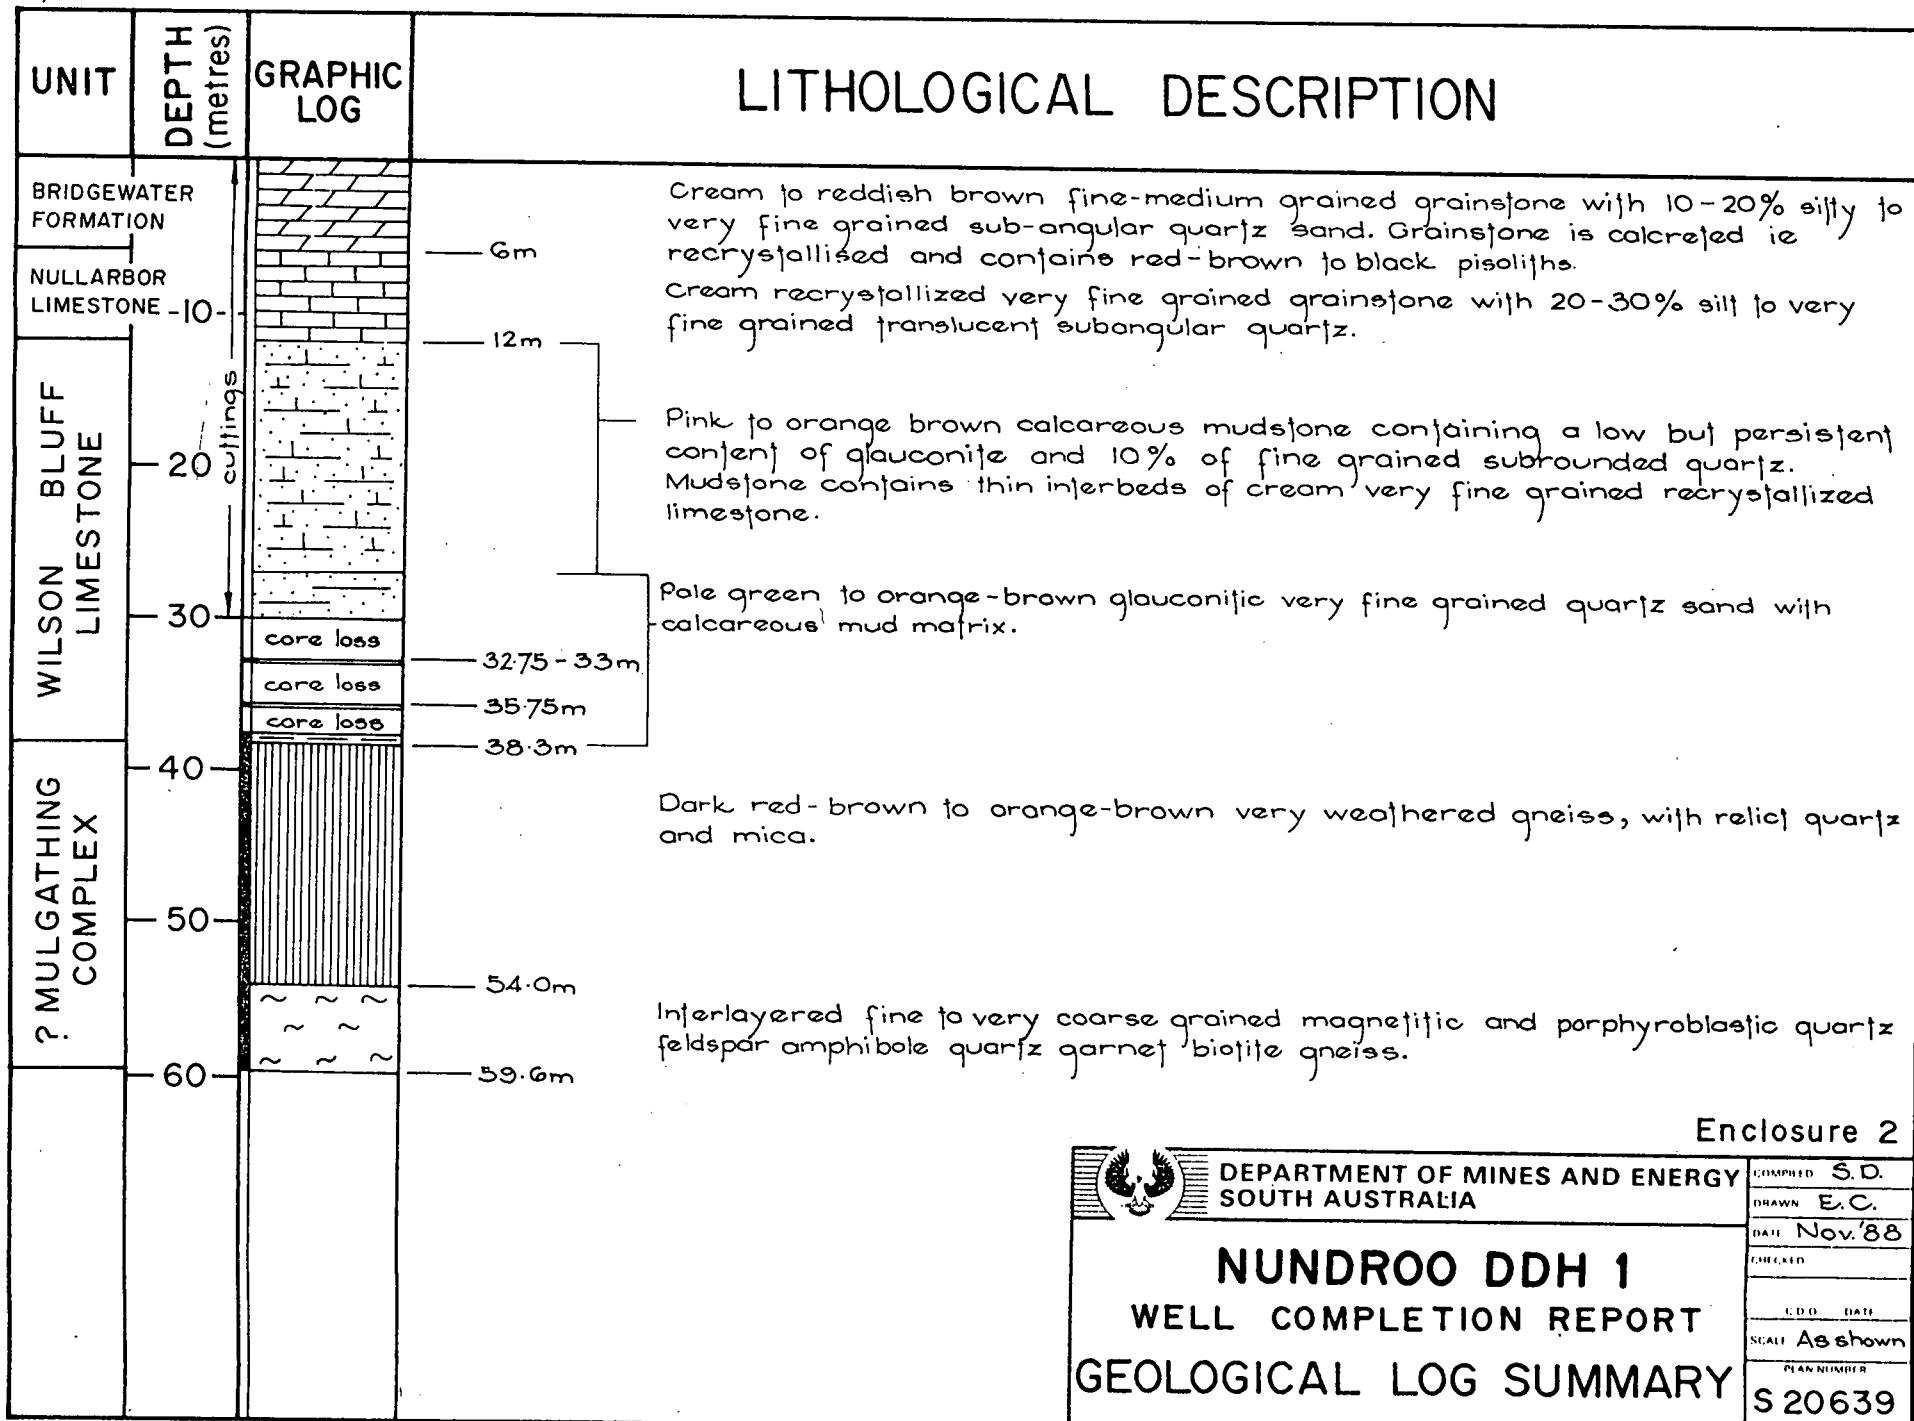 UNIT
DEPTH
(metres)
GRAPHIC
LOG
LITHOLOGICAL DESCRIPTION
BRIDGEWATER
FORMATION
NULLARBOR
LIMESTONE
WILSON BLUFF
LIMESTONE
? MULGATHING
COMPLEX
10
20
30
40
50
60
cuttings
core loss
core loss
core loss
6m
12m
32.75-33m
35.75m
38.3m
54.0m
59.6m
Cream to reddish brown fine-medium grained grainstone with 10-20% silty to
very fine grained sub-angular quartz sand. Grainstone is calcreted ie
recrystallised and contains red-brown to black pisoliths.
Cream recrystallized very fine grained grainstone with 20-30% silt to very
fine grained translucent subangular quartz.
Pink to orange brown calcareous mudstone containing a low but persistent
content of glauconite and 10% of fine grained subrounded quartz.
Mudstone contains thin interbeds of cream very fine grained recrystallized
limestone.
Pale green to orange-brown glauconitic very fine grained quartz sand with
calcareous mud matrix.
Dark red-brown to orange-brown very weathered gneiss, with relict quartz
and mica.
Interlayered fine to very coarse grained magnetitic and porphyroblastic quartz
feldspar amphibole quartz garnet biotite gneiss.
Enclosure 2
DEPARTMENT OF MINES AND ENERGY
SOUTH AUSTRALIA
NUNDROO DDH 1
WELL COMPLETION REPORT
GEOLOGICAL LOG SUMMARY
COMPILED S.D.
DRAWN E.C.
DATE Nov.'88
CHECKED
C.D.O. DATE
SCALE As shown
PLAN NUMBER
S 20639